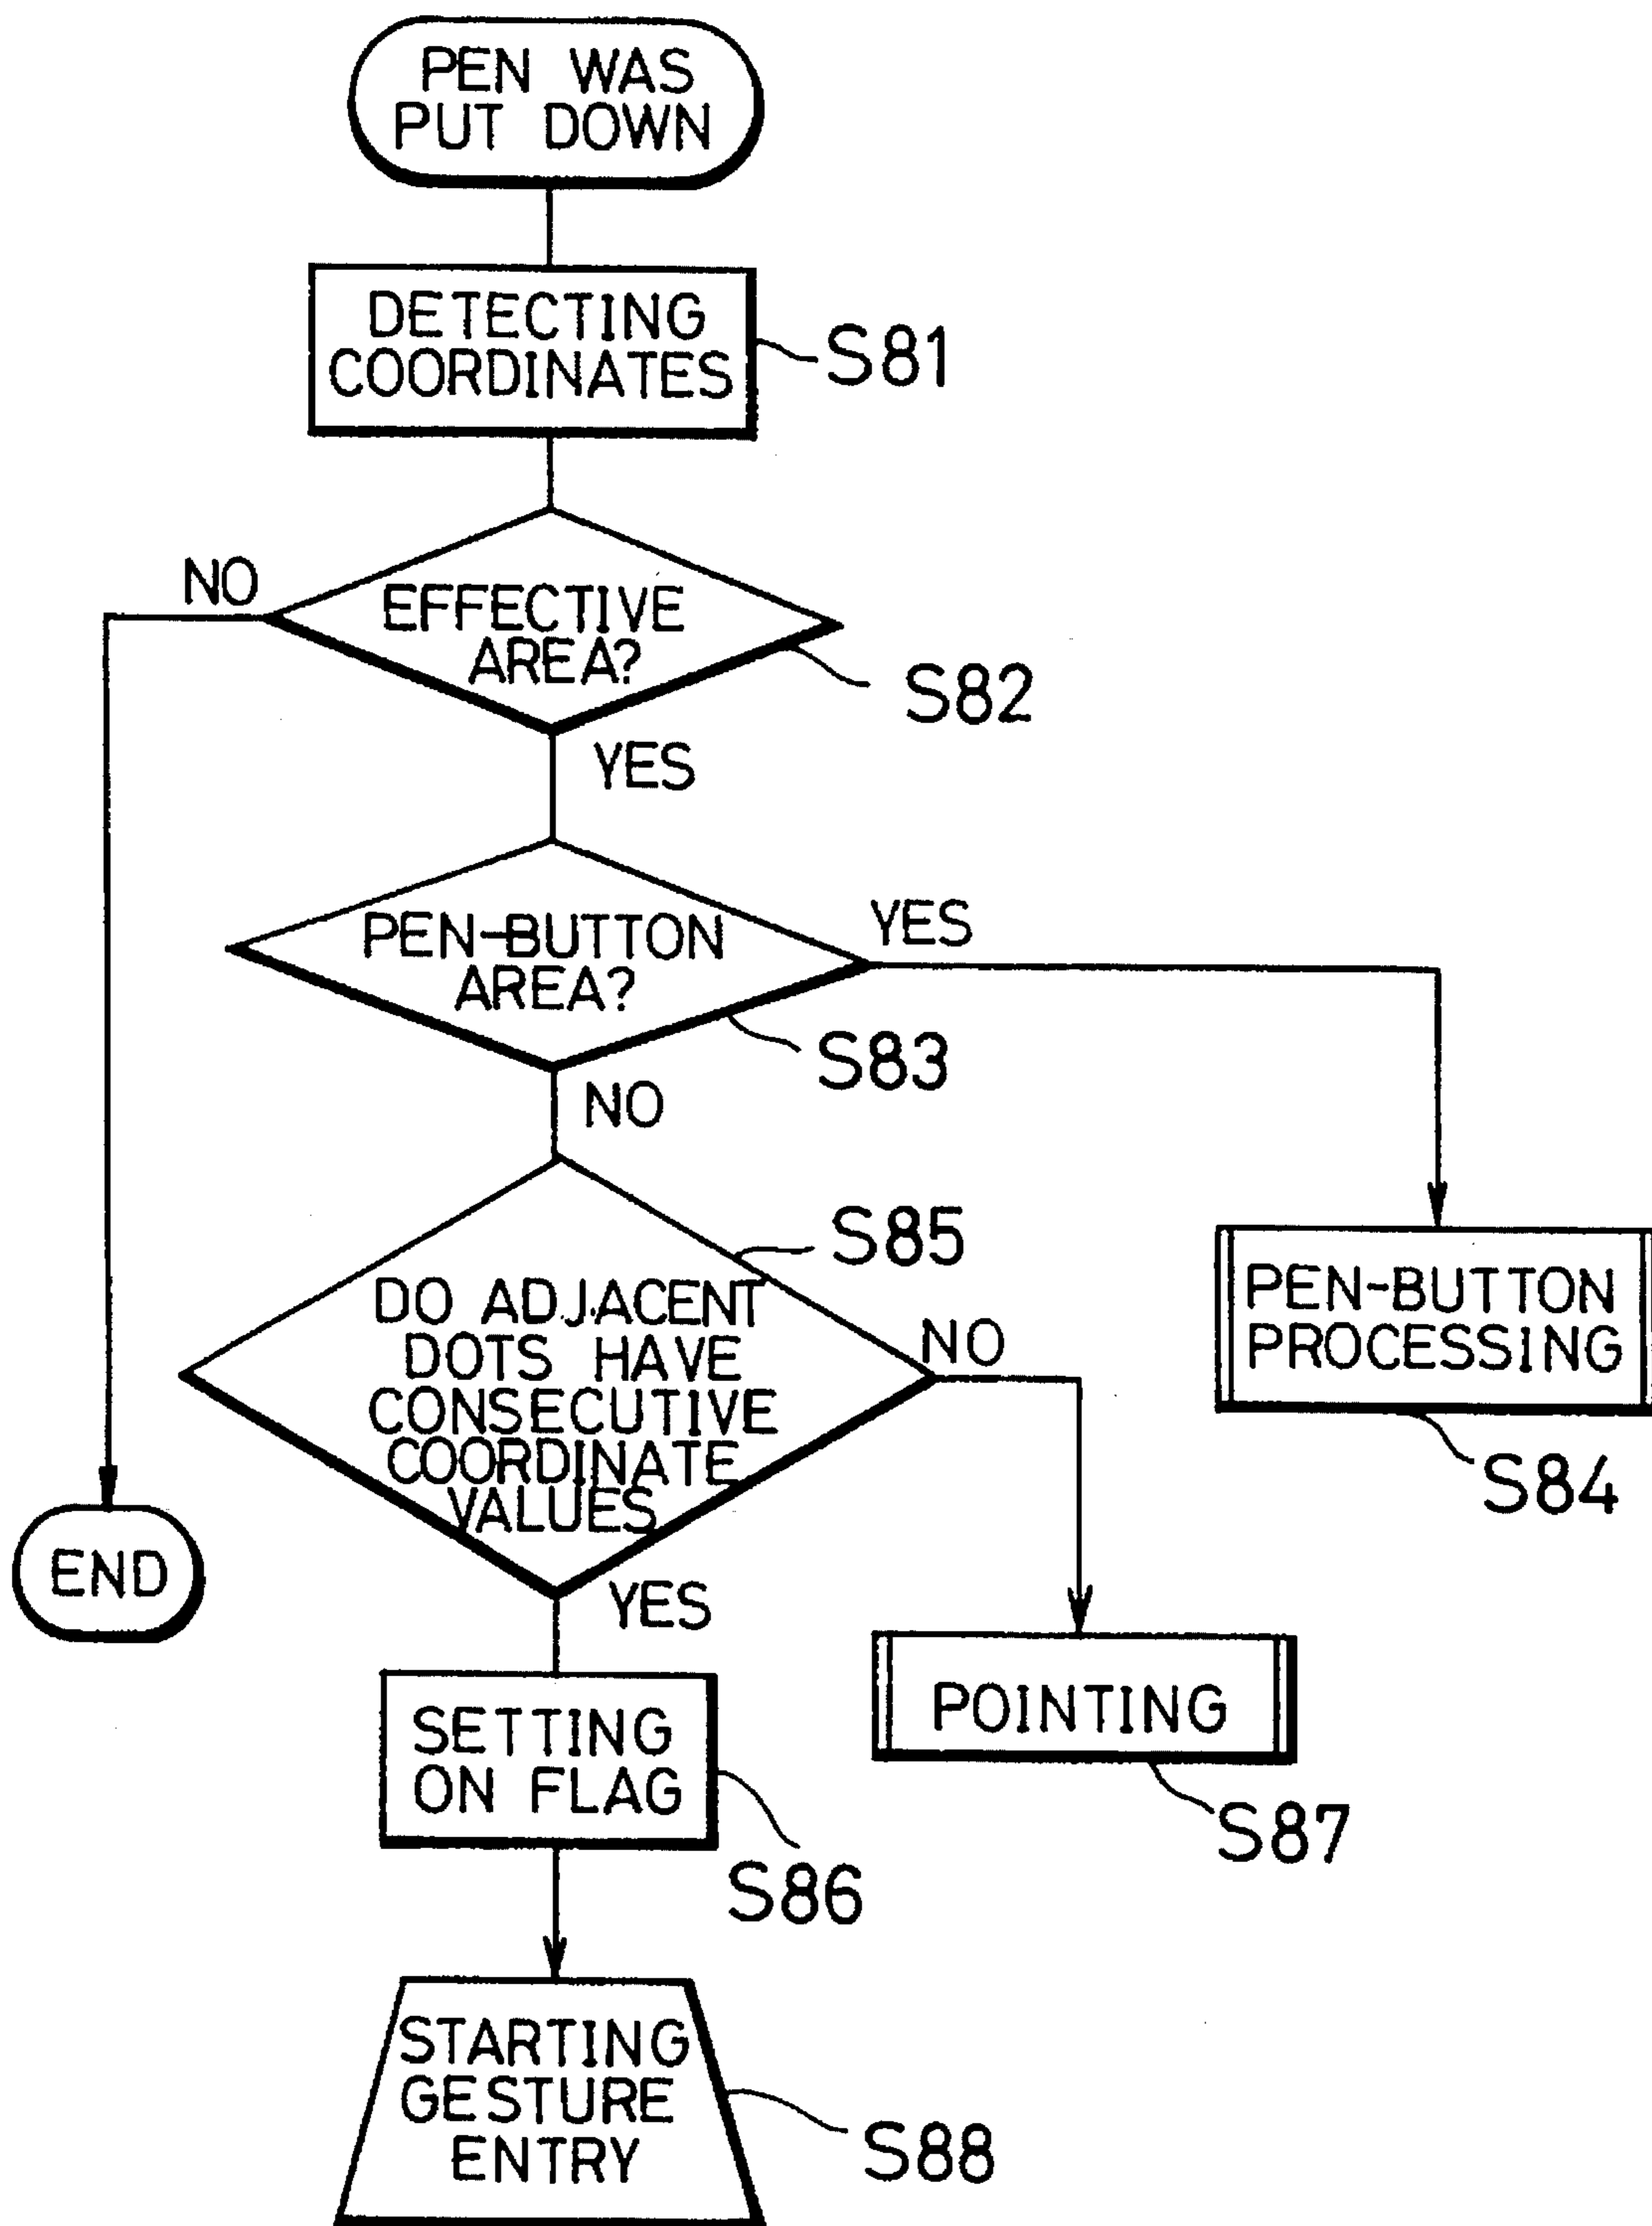 PEN WAS
PUT DOWN
DETECTING
COORDINATES
S81
NO
EFFECTIVE
AREA?
S82
YES
PEN-BUTTON
AREA?
YES
S83
NO
S85
DO ADJACENT
DOTS HAVE
CONSECUTIVE
COORDINATE
VALUES
NO
PEN-BUTTON
PROCESSING
S84
END
YES
SETTING
ON FLAG
S86
POINTING
S87
STARTING
GESTURE
ENTRY
S88